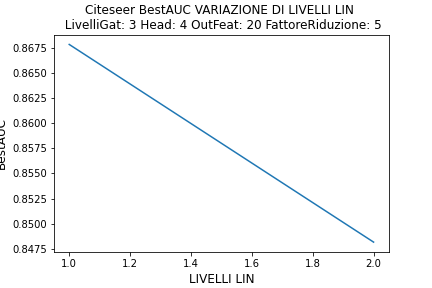 Citeseer BestAUC VARIAZIONE DI LIVELLI LIN
LivelliGat: 3 Head: 4 OutFeat: 20 FattoreRiduzione: 5
BestAUC
0.8675
0.8650
0.8625
0.8600
0.8575
0.8550
0.8525
0.8500
0.8475
1.0 1.2 1.4 1.6 1.8 2.0
LIVELLI LIN